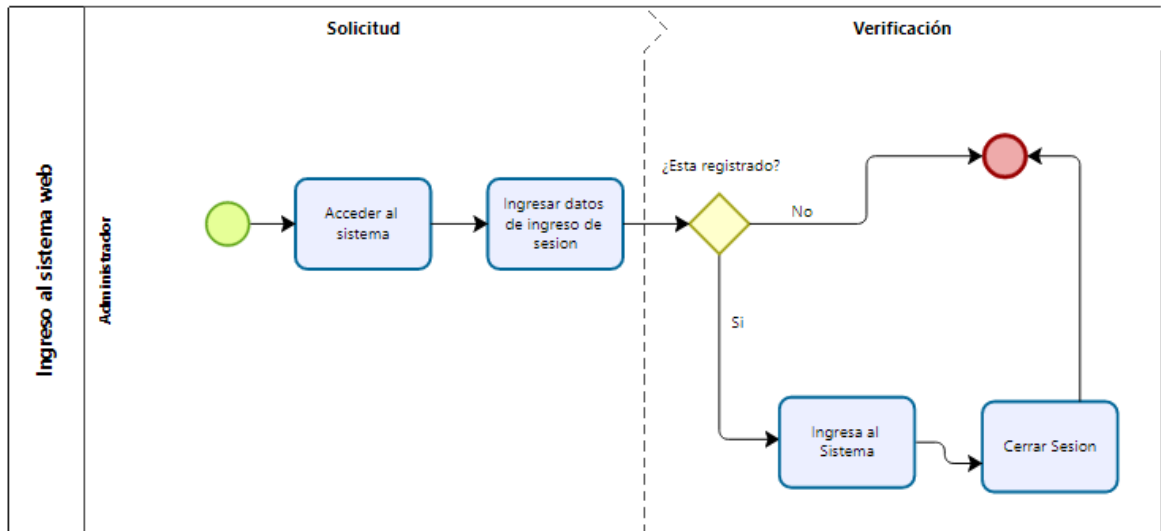 Solicitud
Verificación
Ingreso al sistema web
Administrador
Acceder al
sistema
Ingresar datos
de ingreso de
sesion
¿Esta registrado?
No
Si
Ingresa al
Sistema
Cerrar Sesion